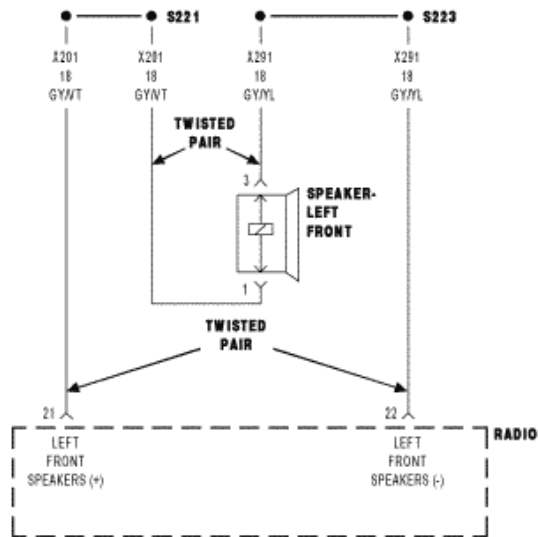 S221
S223
X201
18
GY/VT
X201
18
GY/VT
X291
18
GY/YL
X291
18
GY/YL
TWISTED
PAIR
3
SPEAKER-
LEFT
FRONT
1
TWISTED
PAIR
21
22
RADIO
LEFT
FRONT
SPEAKERS (+)
LEFT
FRONT
SPEAKERS (-)